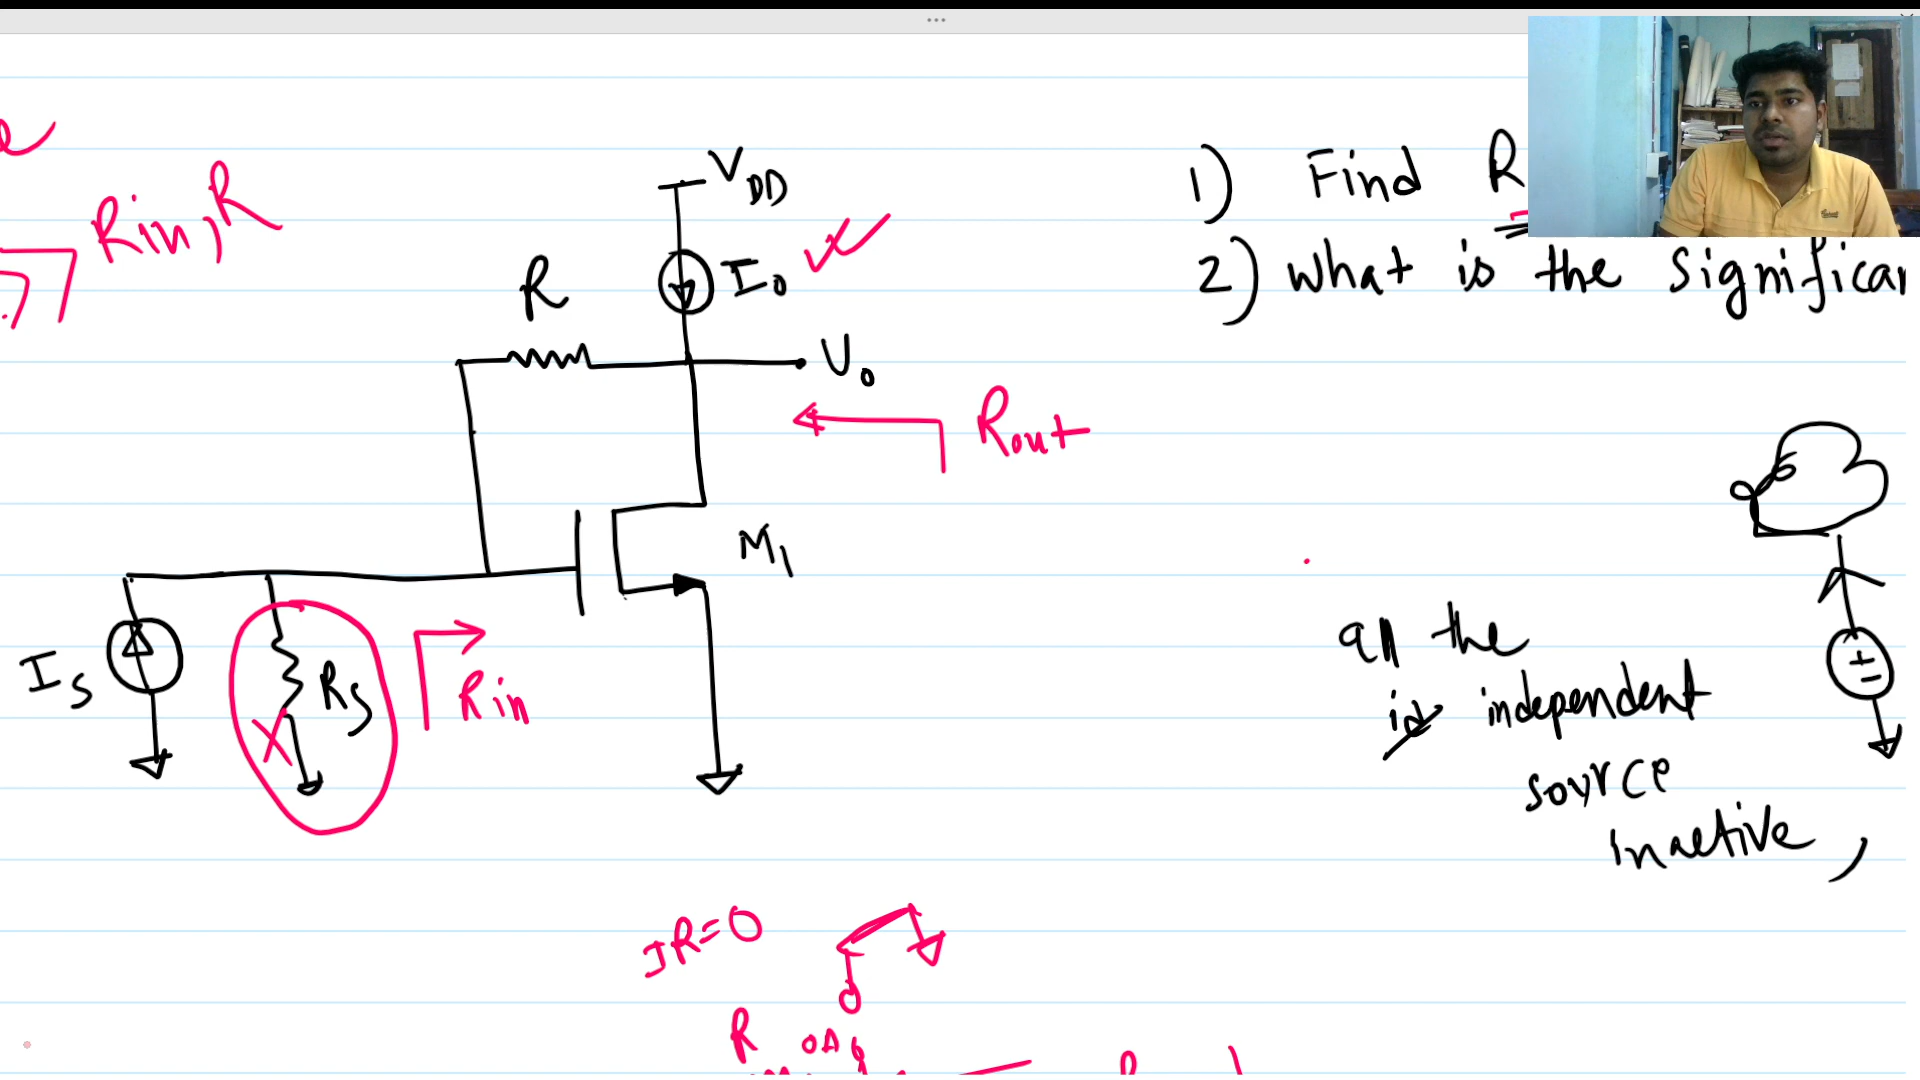 Rin, R
VDD
I0
R
V0
Rout
M1
IS
RS
Rin
1) Find R
2) What is the significan
all the
independent
source
inactive,
IR=0
R